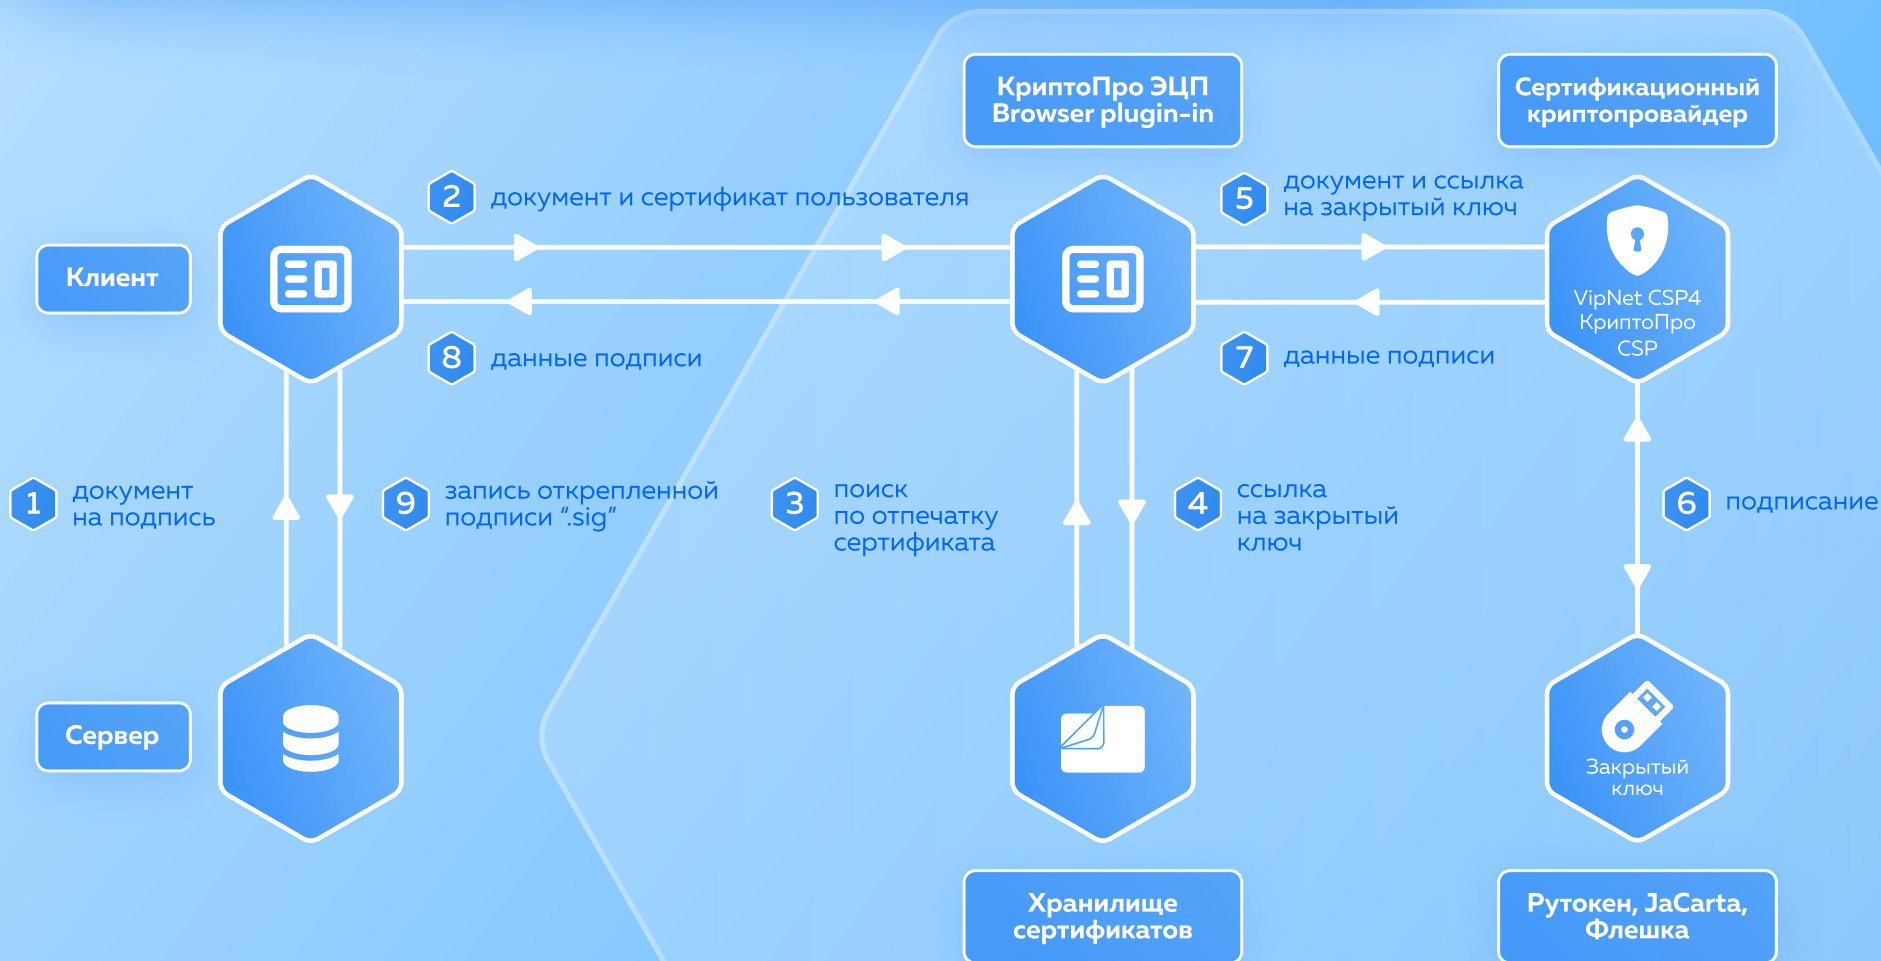 КриптоПро ЭЦП
Browser plugin-in
Сертификационный
криптопровайдер
2
документ и сертификат пользователя
5
документ и ссылка
на закрытый ключ
Клиент
VipNet CSP4
КриптоПро
CSP
8
данные подписи
7
данные подписи
1
документ
на подпись
9
запись открепленной
подписи “.sig”
3
поиск
по отпечатку
сертификата
4
ссылка
на закрытый
ключ
6
подписание
Сервер
Закрытый
ключ
Хранилище
сертификатов
Рутокен, JaCarta,
Флешка